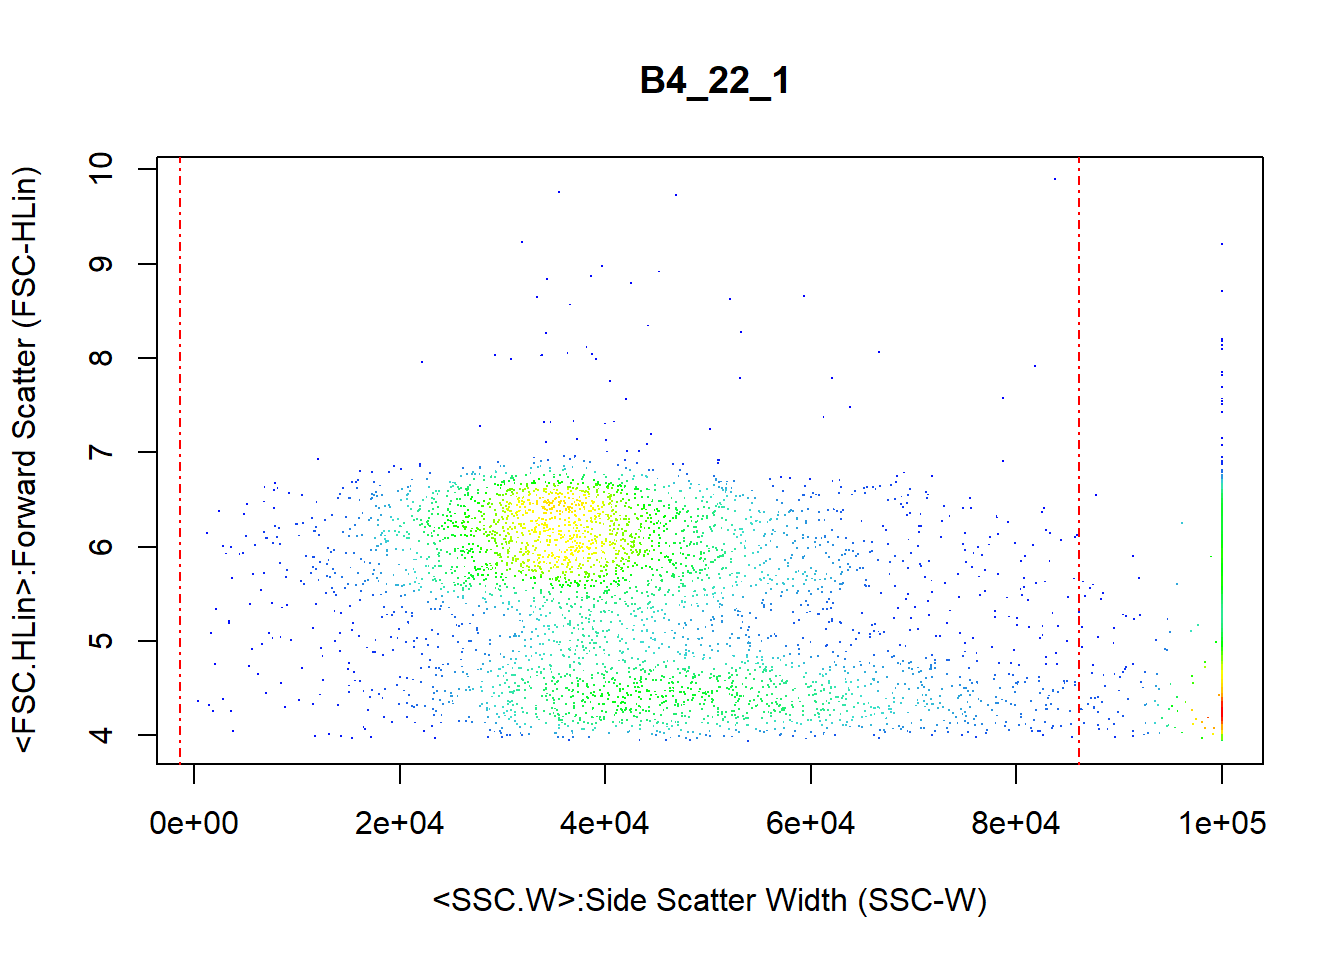 B4_22_1
<FSC.HLin>:Forward Scatter (FSC-HLin)
10
9
8
7
6
5
4
0e+00 2e+04 4e+04 6e+04 8e+04 1e+05
<SSC.W>:Side Scatter Width (SSC-W)